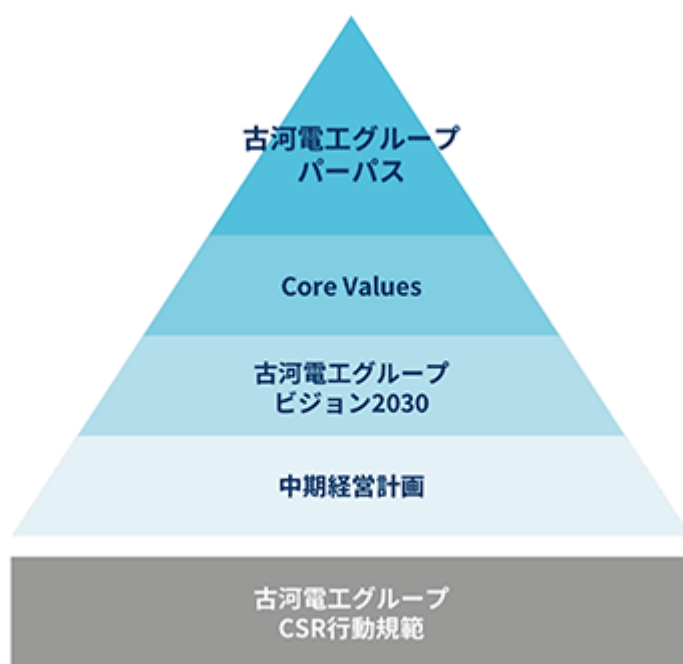 古河電工グループ
パーパス
Core Values
古河電工グループ
ビジョン2030
中期経営計画
古河電工グループ
CSR行動規範